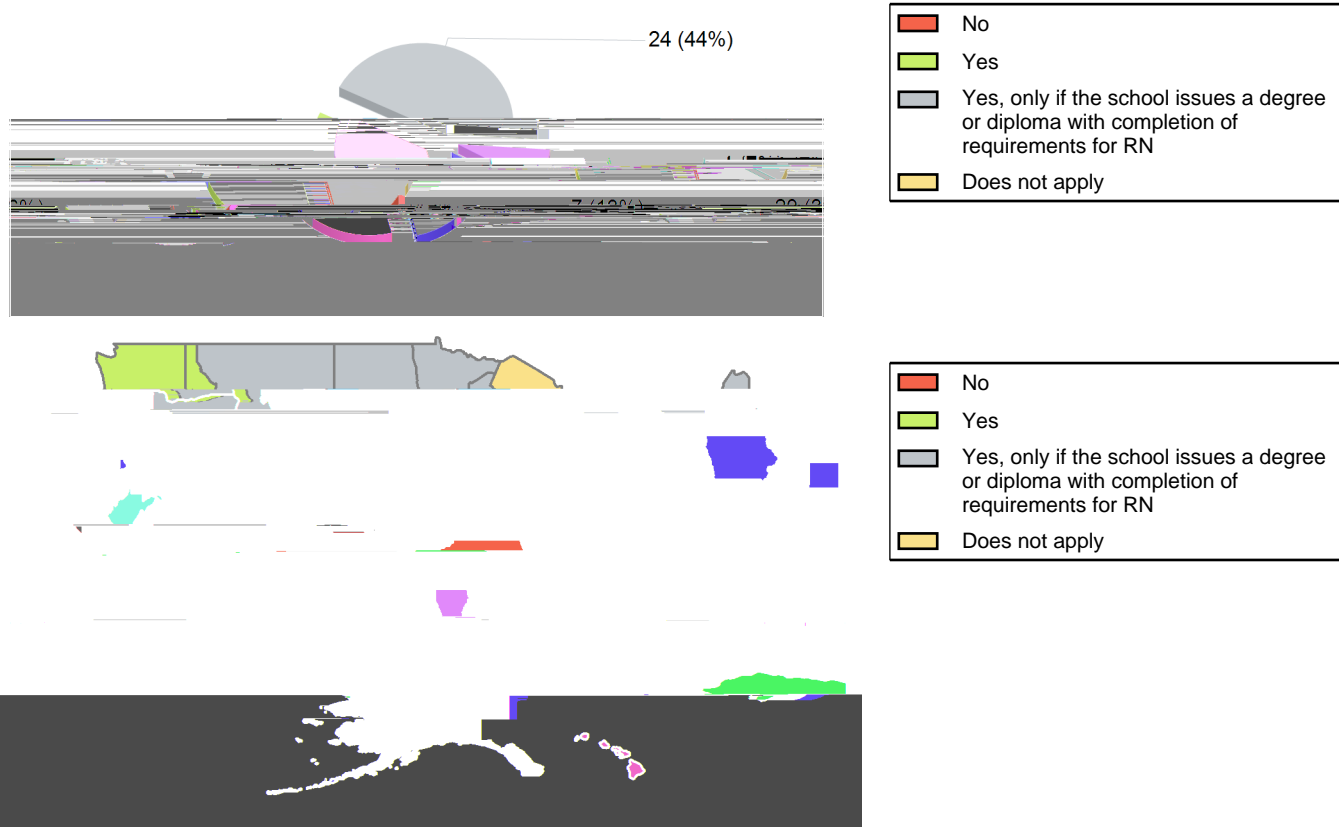 24 (44%)
No
Yes
Yes, only if the school issues a degree
or diploma with completion of
requirements for RN
Does not apply
No
Yes
Yes, only if the school issues a degree
or diploma with completion of
requirements for RN
Does not apply